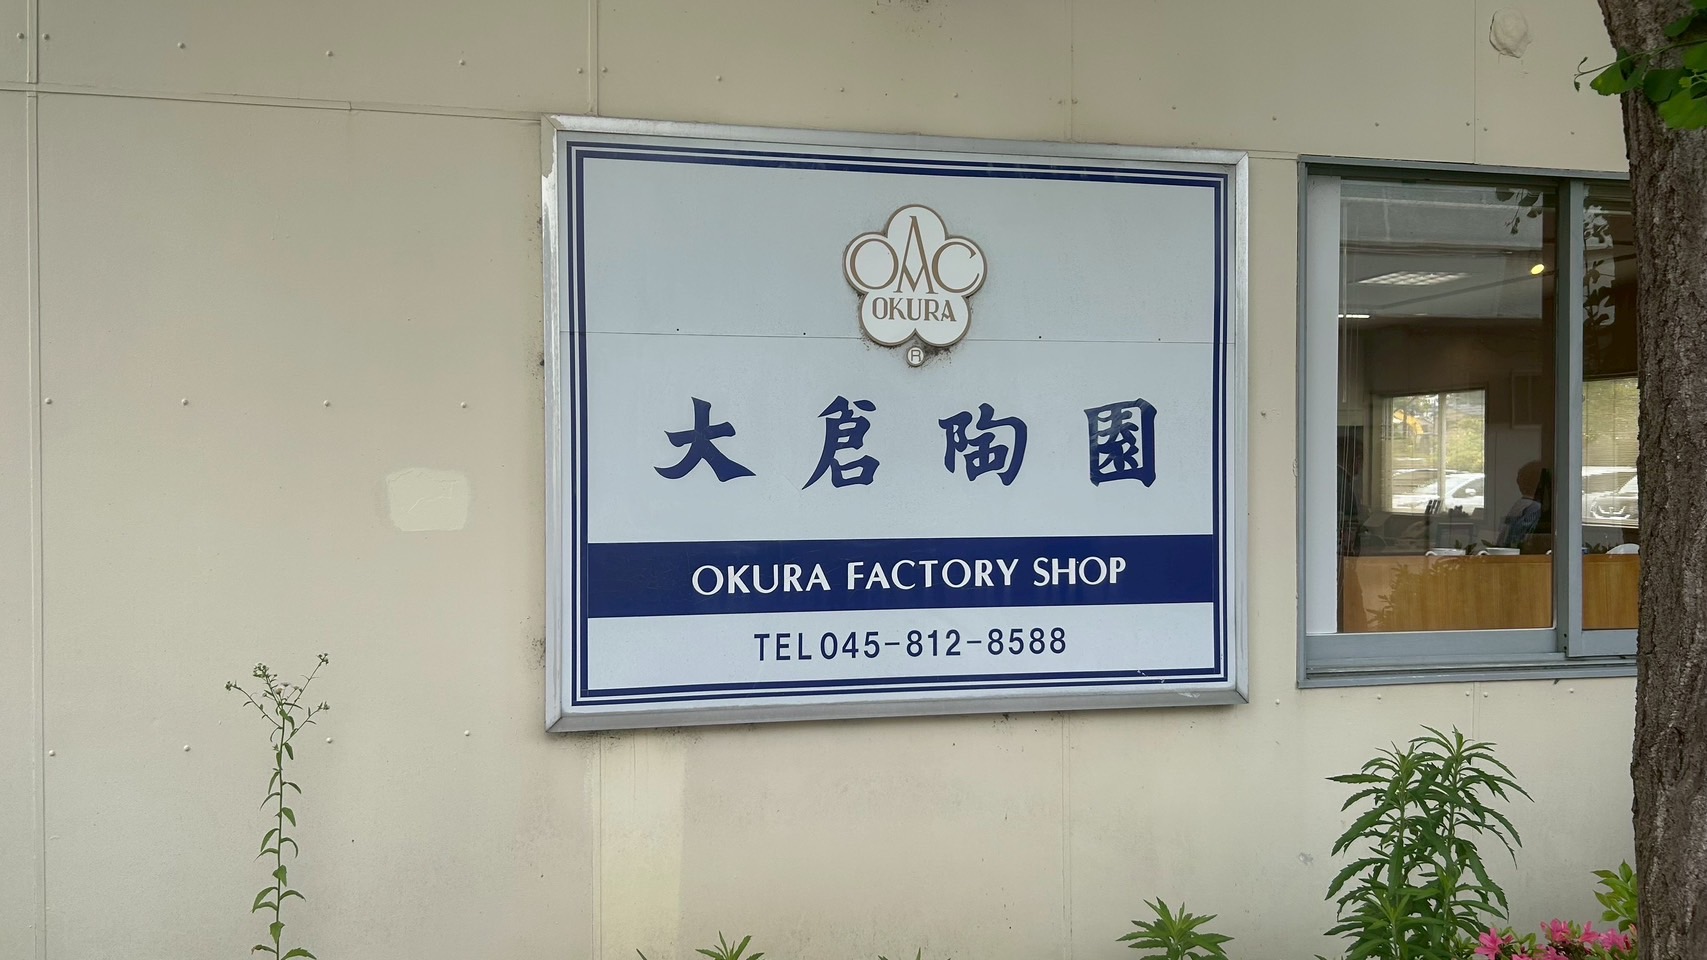 OAC
OKURA
®
大倉陶園
OKURA FACTORY SHOP
TEL045-812-8588